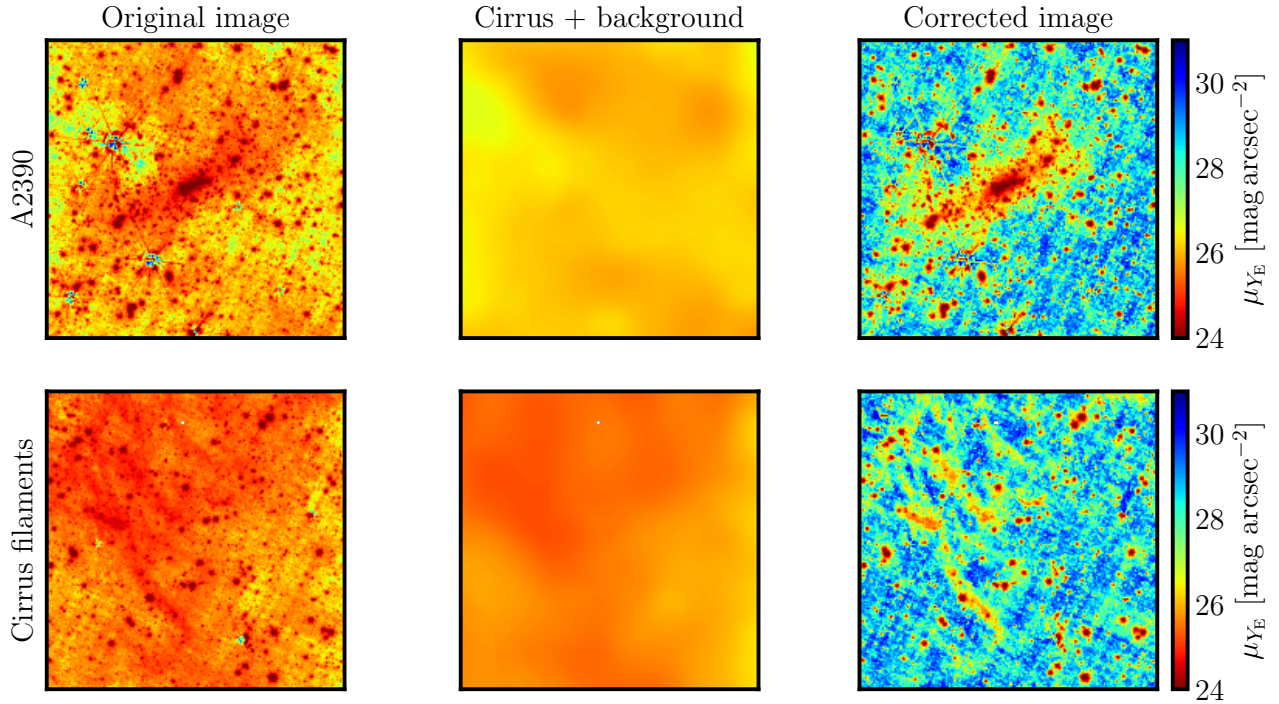 Original image
Cirrus + background
Corrected image
A2390
30
28
26
24
μ_{Y_E} [mag arcsec^{−2}]
Cirrus filaments
30
28
26
24
μ_{Y_E} [mag arcsec^{−2}]